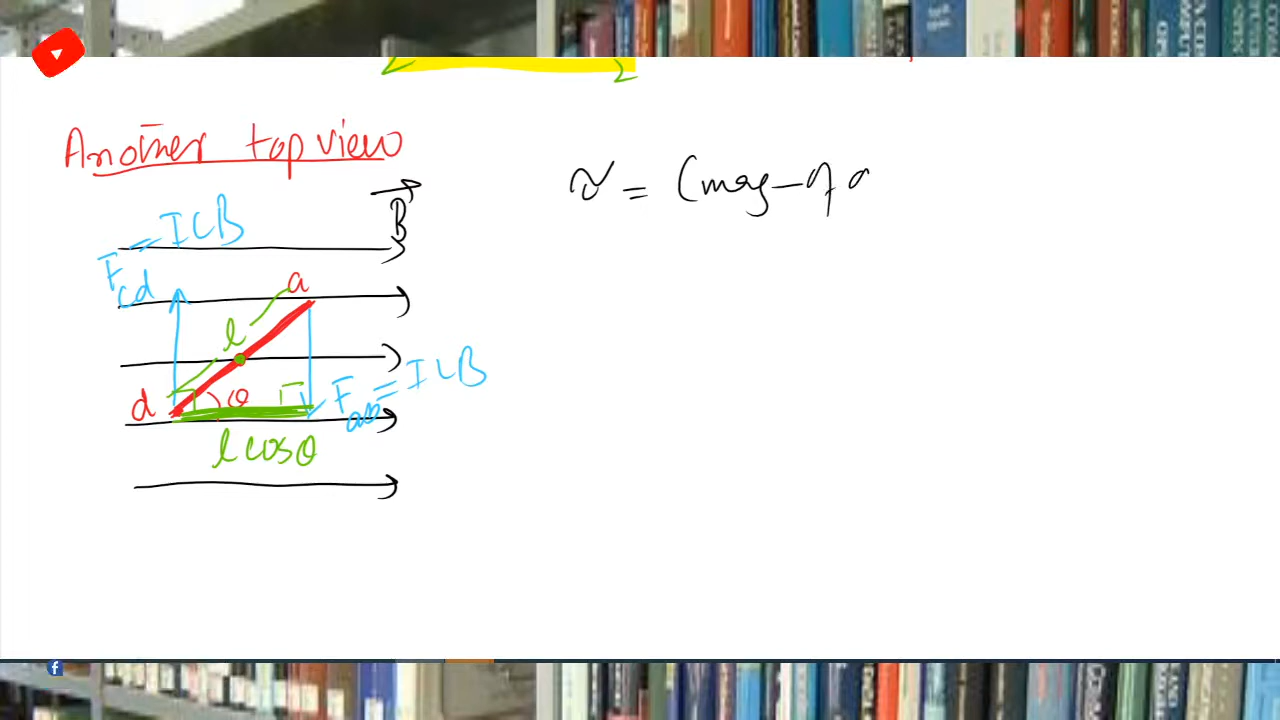 Another top view
B
τ = (mag-of o
F cd = ILB
a
l
d
θ
F ab = ILB
l cosθ